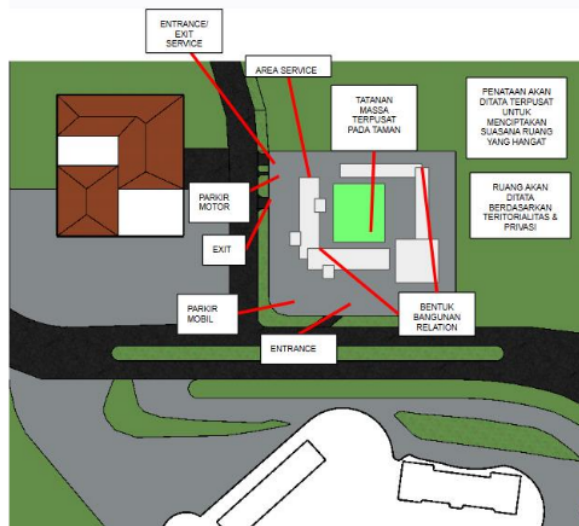 ENTRANCE/
EXIT
SERVICE
AREA SERVICE
TATANAN
MASSA
TERPUSAT
PADA TAMAN
PENATAAN AKAN
DITATA TERPUSAT
UNTUK
MENCIPTAKAN
SUASANA RUANG
YANG HANGAT
PARKIR
MOTOR
RUANG AKAN
DITATA
BERDASARKAN
TERITORIALITAS &
PRIVASI
EXIT
PARKIR
MOBIL
ENTRANCE
BENTUK
BANGUNAN
RELATION